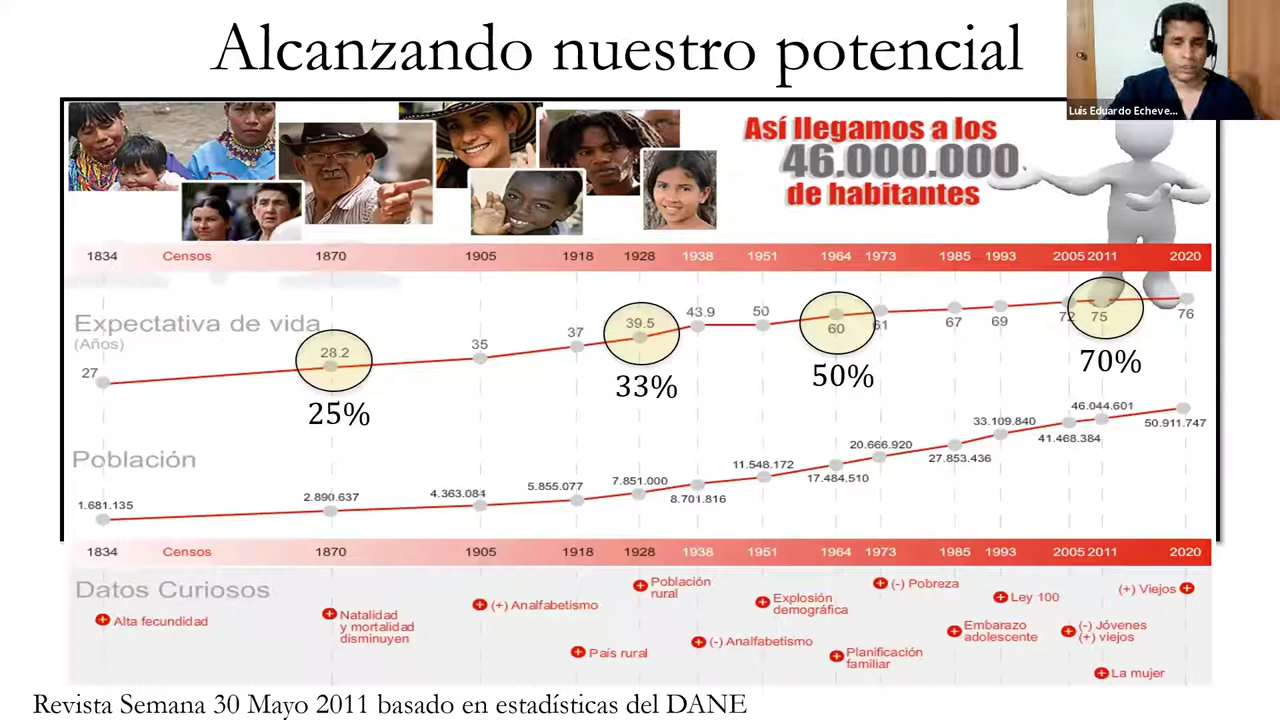 Alcanzando nuestro potencial
Luis Eduardo Echeve...
Así llegamos a los
46.000.000
de habitantes
1834 Censos 1870 1905 1918 1928 1938 1951 1964 1973 1985 1993 2005 2011 2020
Expectativa de vida
(Años)
27 28.2 35 37 39.5 43.9 50 60 61 67 69 72 75 76
25% 33% 50% 70%
Población
1.681.135 2.890.637 4.363.084 5.855.077 7.851.000 8.701.816 11.548.172 17.484.510 20.666.920 27.853.436 33.109.840 41.468.384 46.044.601 50.911.747
1834 Censos 1870 1905 1918 1928 1938 1951 1964 1973 1985 1993 2005 2011 2020
Datos Curiosos
Alta fecundidad
Natalidad
y mortalidad
disminuyen
(+) Analfabetismo
País rural
Población
rural
(-) Analfabetismo
Explosión
demográfica
Planificación
familiar
(-) Pobreza
Embarazo
adolescente
Ley 100
(-) Jóvenes
(+) viejos
La mujer
(+) Viejos
Revista Semana 30 Mayo 2011 basado en estadísticas del DANE